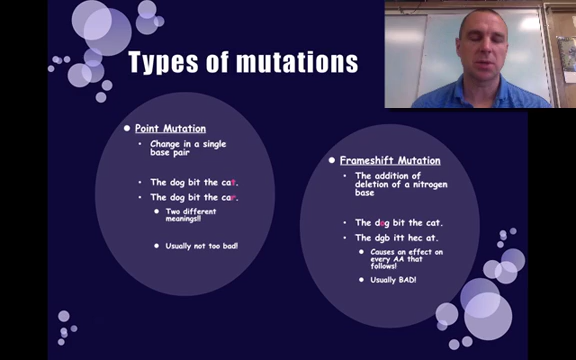 Types of mutations
Point Mutation
Change in a single
base pair
The dog bit the cat.
The dog bit the car.
Two different
meanings!!
Usually not too bad!
Frameshift Mutation
The addition of
deletion of a nitrogen
base
The dog bit the cat.
The dgb itt hec at.
Causes an effect on
every AA that
follows!
Usually BAD!